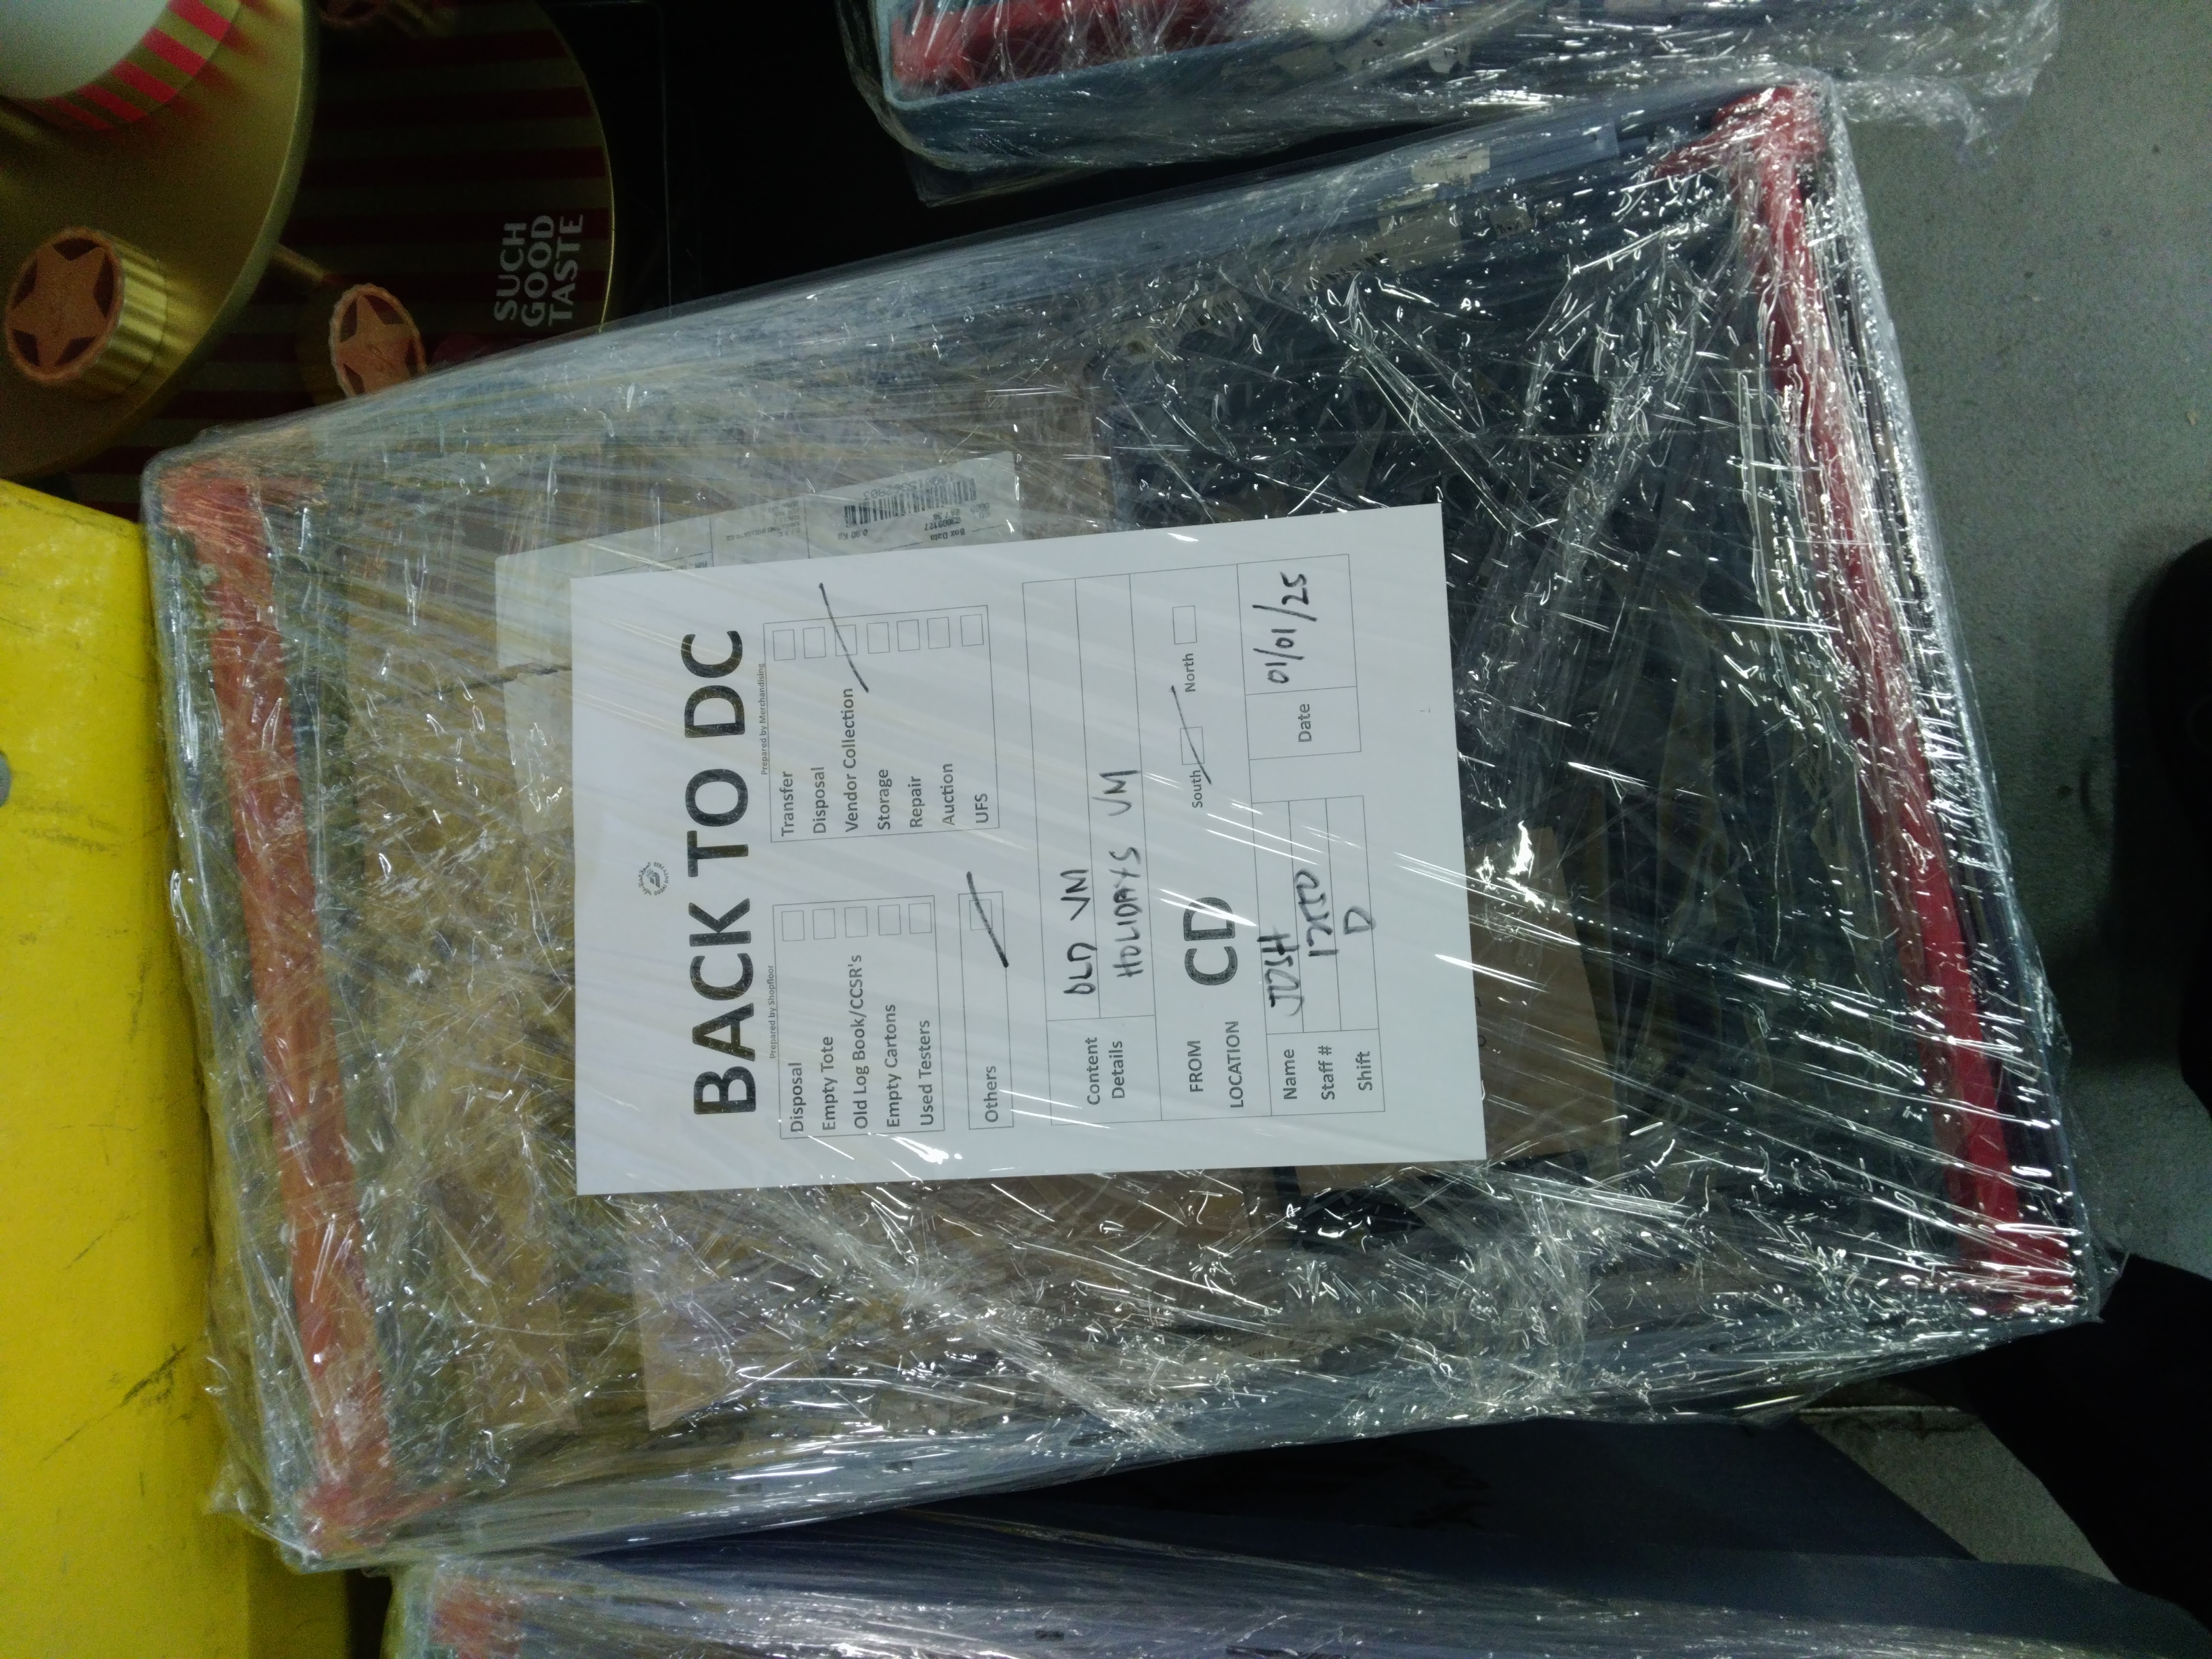 BACK TO DC
Prepared by Shopfloor
Prepared by Merchandising
Disposal
Empty Tote
Old Log Book/CCSR's
Empty Cartons
Used Testers
Transfer
Disposal
Vendor Collection
Storage
Repair
Auction
UFS
Others
Content Details
OLD VM
HOLIDAYS VM
FROM LOCATION
CD
South
North
Name JOSH
Staff #
Shift D
Date 01/01/25
Box Data
SUCH
GOOD
TASTE